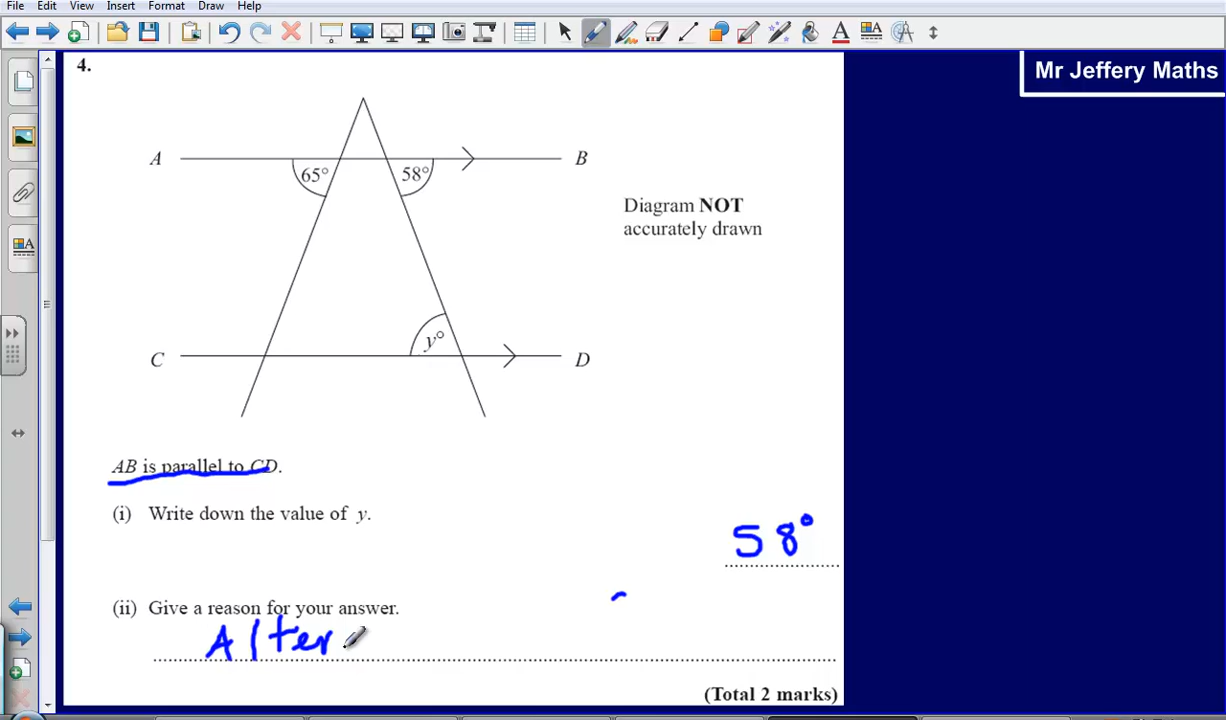 File Edit View Insert Format Draw Help
Mr Jeffery Maths
4.
A B
65° 58°
Diagram NOT
accurately drawn
y°
C D
AB is parallel to CD.
(i) Write down the value of y.
58°
(ii) Give a reason for your answer.
Alter
(Total 2 marks)